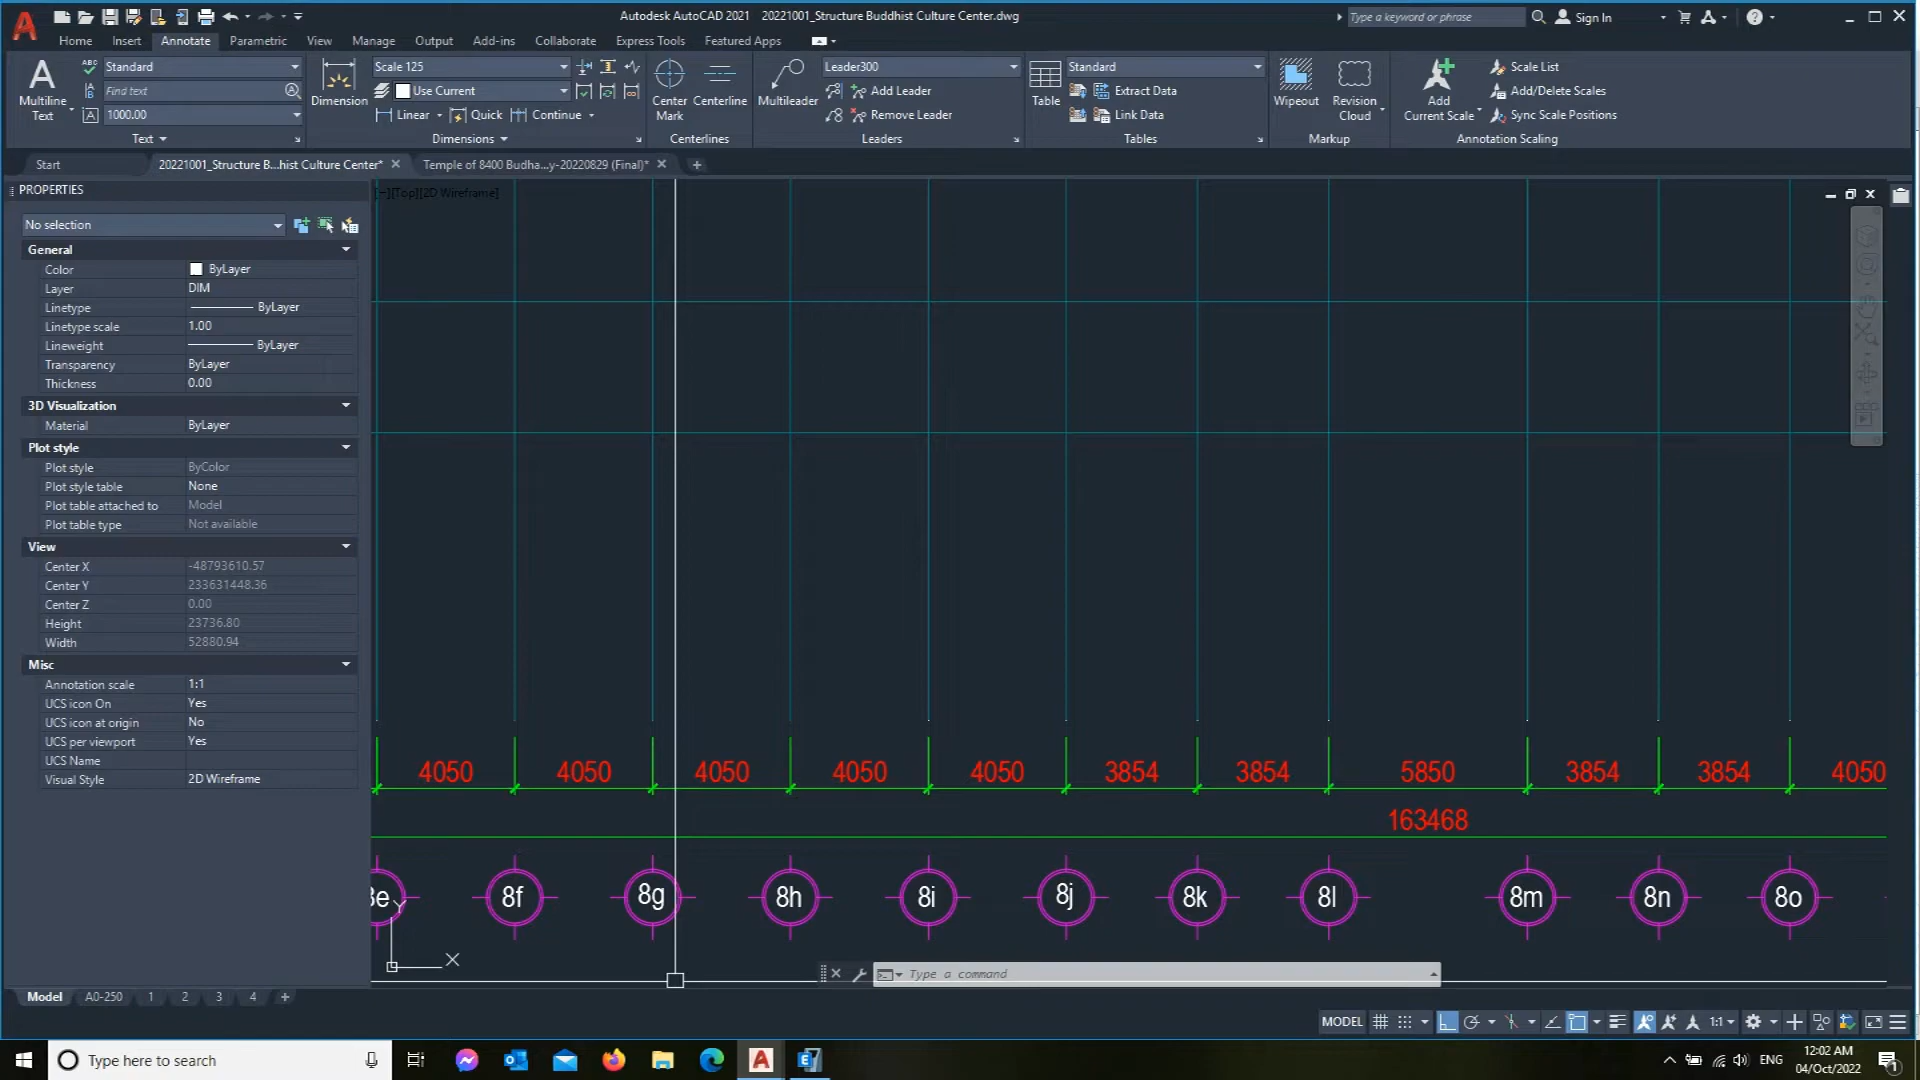 Autodesk AutoCAD 2021 20221001_Structure Buddhist Culture Center.dwg
Type a keyword or phrase
Sign In
Home Insert Annotate Parametric View Manage Output Add-ins Collaborate Express Tools Featured Apps
Multiline Text
Standard
Find text
1000.00
Text
Dimension
Scale 125
Use Current
Linear Quick Continue
Dimensions
Center Mark
Centerline
Centerlines
Multileader
Leader300
Add Leader
Remove Leader
Leaders
Table
Standard
Extract Data
Link Data
Tables
Wipeout
Revision Cloud
Markup
Add Current Scale
Scale List
Add/Delete Scales
Sync Scale Positions
Annotation Scaling
Start
20221001_Structure B...hist Culture Center*
Temple of 8400 Budha...y-20220829 (Final)*
PROPERTIES
[−][Top][2D Wireframe]
No selection
General
Color ByLayer
Layer DIM
Linetype ByLayer
Linetype scale 1.00
Lineweight ByLayer
Transparency ByLayer
Thickness 0.00
3D Visualization
Material ByLayer
Plot style
Plot style ByColor
Plot style table None
Plot table attached to Model
Plot table type Not available
View
Center X -48793610.57
Center Y 233631448.36
Center Z 0.00
Height 23736.80
Width 52880.94
Misc
Annotation scale 1:1
UCS icon On Yes
UCS icon at origin No
UCS per viewport Yes
UCS Name
Visual Style 2D Wireframe
4050 4050 4050 4050 4050 3854 3854 5850 3854 3854 4050
163468
8e 8f 8g 8h 8i 8j 8k 8l 8m 8n 8o
Y
X
Type a command
Model A0-250 1 2 3 4
MODEL 1:1
Type here to search
ENG
12:02 AM
04/Oct/2022